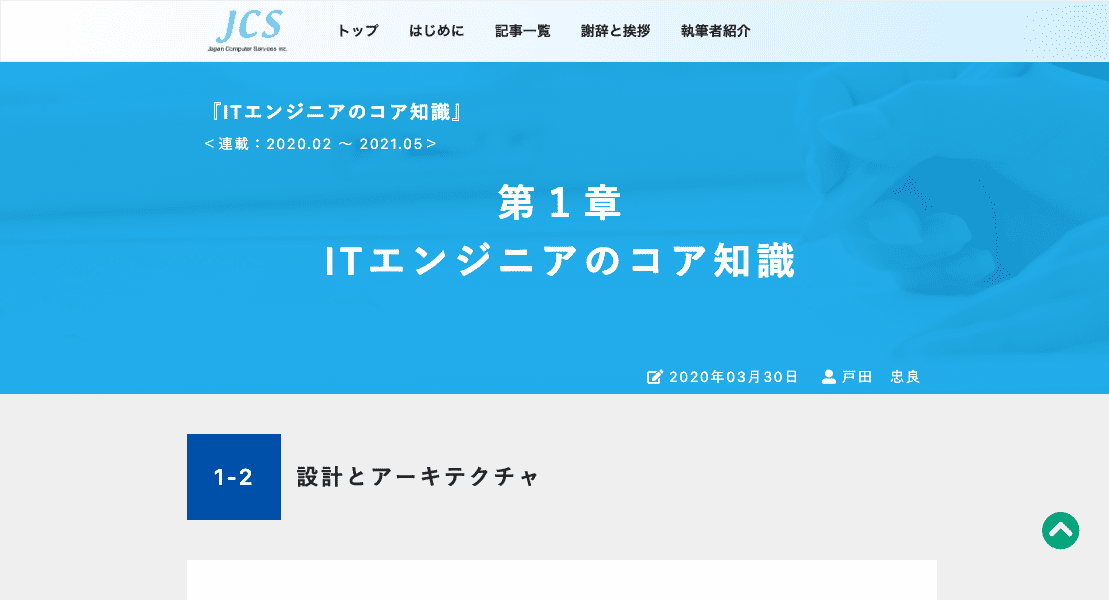 JCS
Japan Computer Services inc.
トップ はじめに 記事一覧 謝辞と挨拶 執筆者紹介
『ITエンジニアのコア知識』
＜連載：2020.02 ～ 2021.05＞
第１章
ITエンジニアのコア知識
2020年03月30日 戸田　忠良
1-2 設計とアーキテクチャ